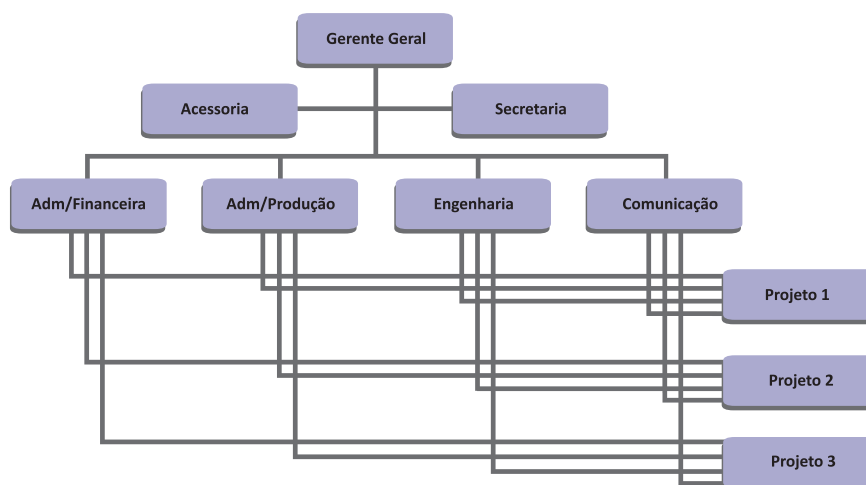 Gerente Geral
Acessoria
Secretaria
Adm/Financeira
Adm/Produção
Engenharia
Comunicação
Projeto 1
Projeto 2
Projeto 3